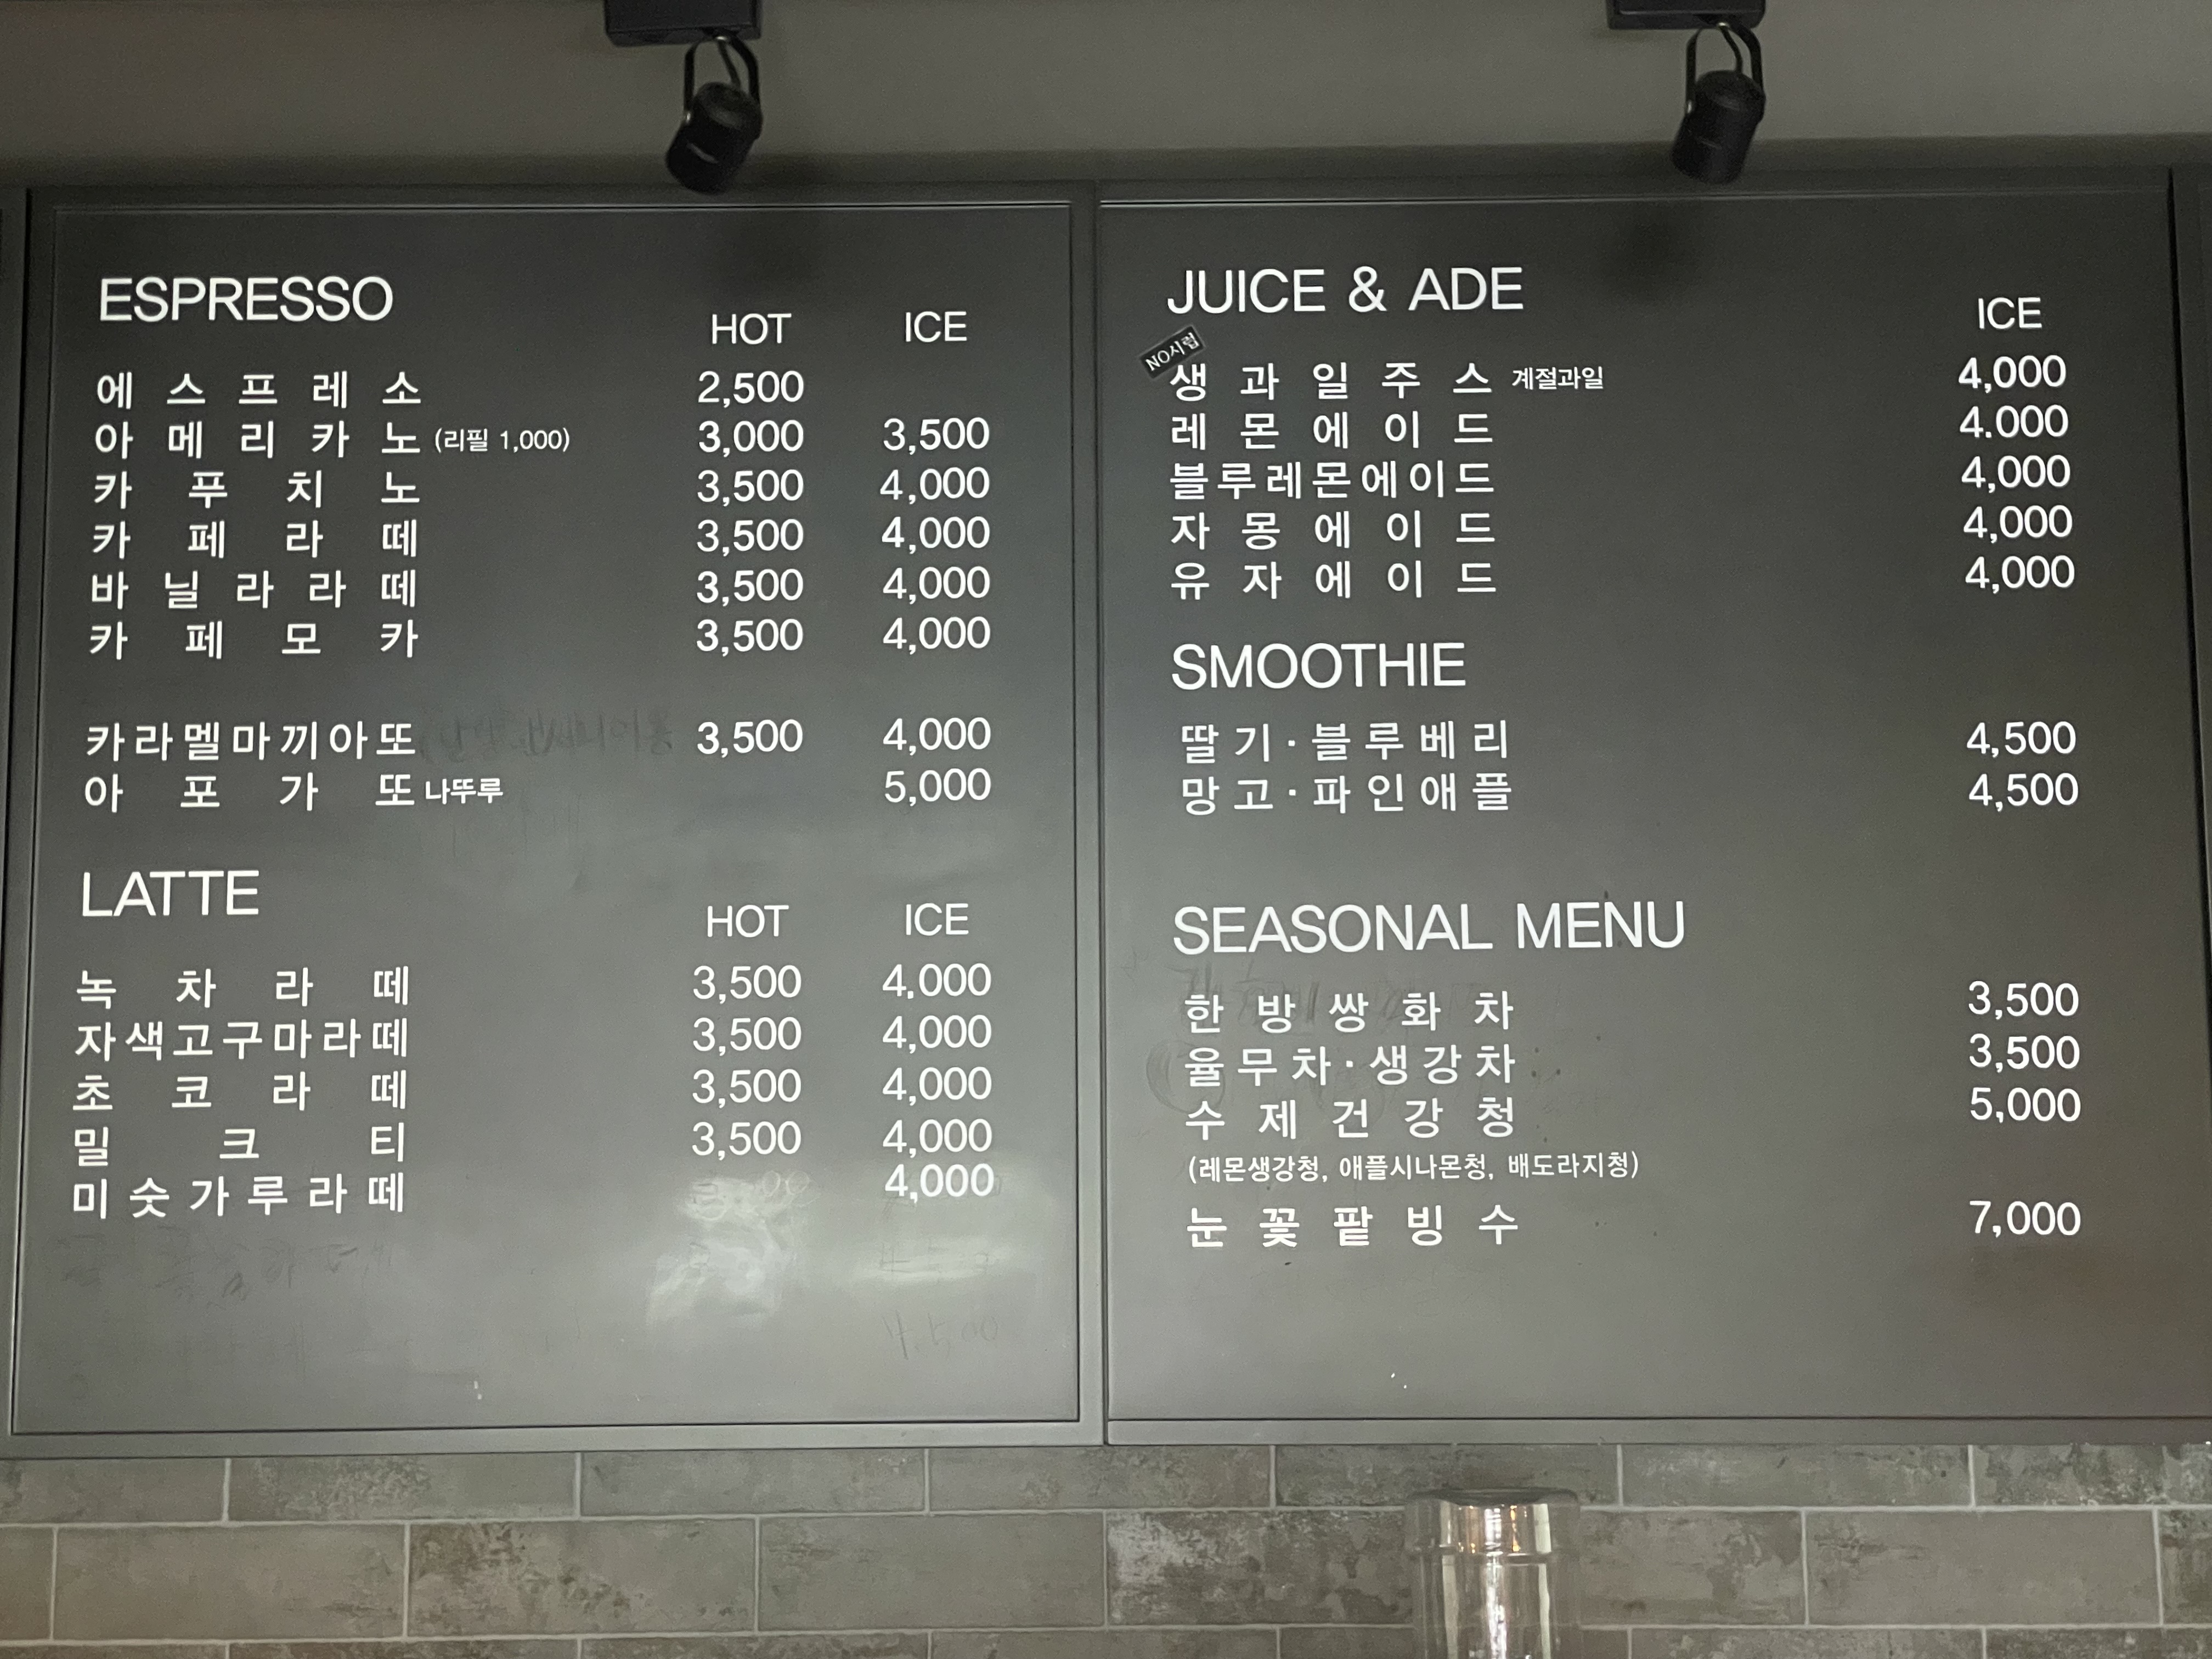 ESPRESSO
HOT ICE
에스프레소 2,500
아메리카노 (리필 1,000) 3,000 3,500
카푸치노 3,500 4,000
카페라떼 3,500 4,000
바닐라라떼 3,500 4,000
카페모카 3,500 4,000
카라멜마끼아또 3,500 4,000
아포가또 나뚜루 5,000
LATTE
HOT ICE
녹차라떼 3,500 4,000
자색고구마라떼 3,500 4,000
초코라떼 3,500 4,000
밀크티 3,500 4,000
미숫가루라떼 4,000
JUICE & ADE
ICE
NO시럽
생과일주스 계절과일 4,000
레몬에이드 4.000
블루레몬에이드 4,000
자몽에이드 4,000
유자에이드 4,000
SMOOTHIE
딸기·블루베리 4,500
망고·파인애플 4,500
SEASONAL MENU
한방쌍화차 3,500
율무차·생강차 3,500
수제건강청 5,000
(레몬생강청, 애플시나몬청, 배도라지청)
눈꽃팥빙수 7,000